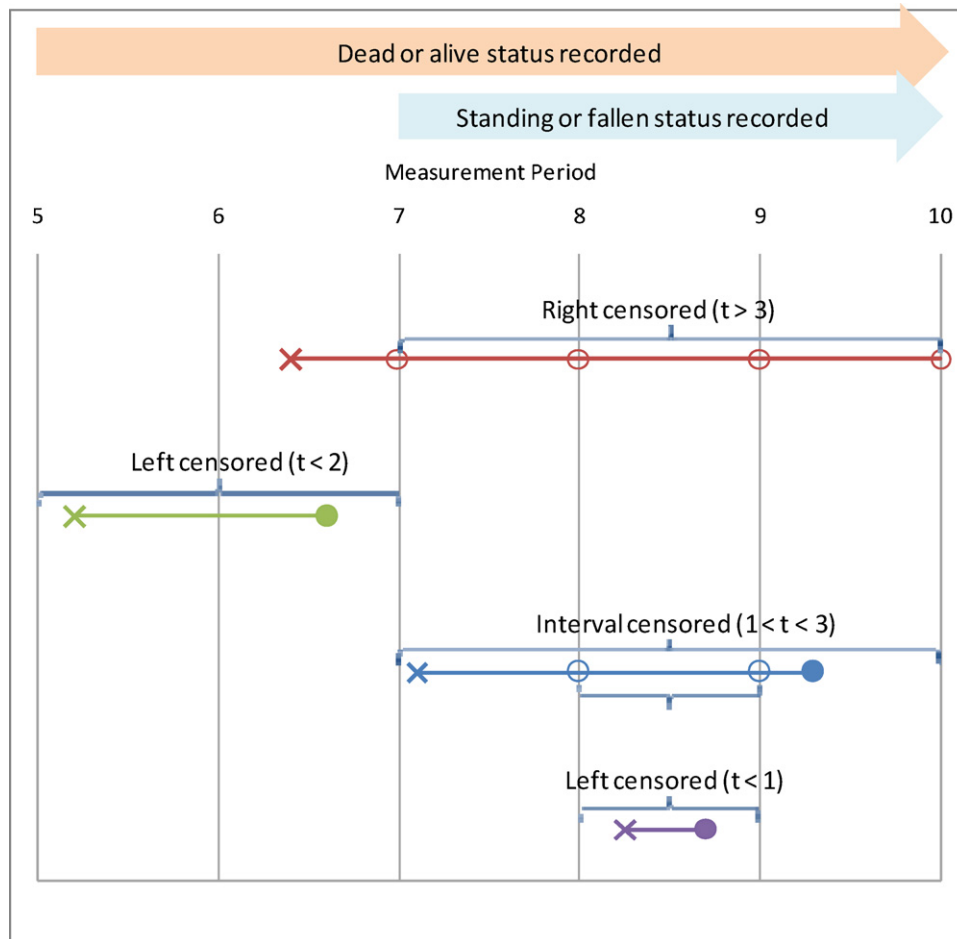 Dead or alive status recorded
Standing or fallen status recorded
Measurement Period
5 6 7 8 9 10
Right censored (t > 3)
Left censored (t < 2)
Interval censored (1 < t < 3)
Left censored (t < 1)